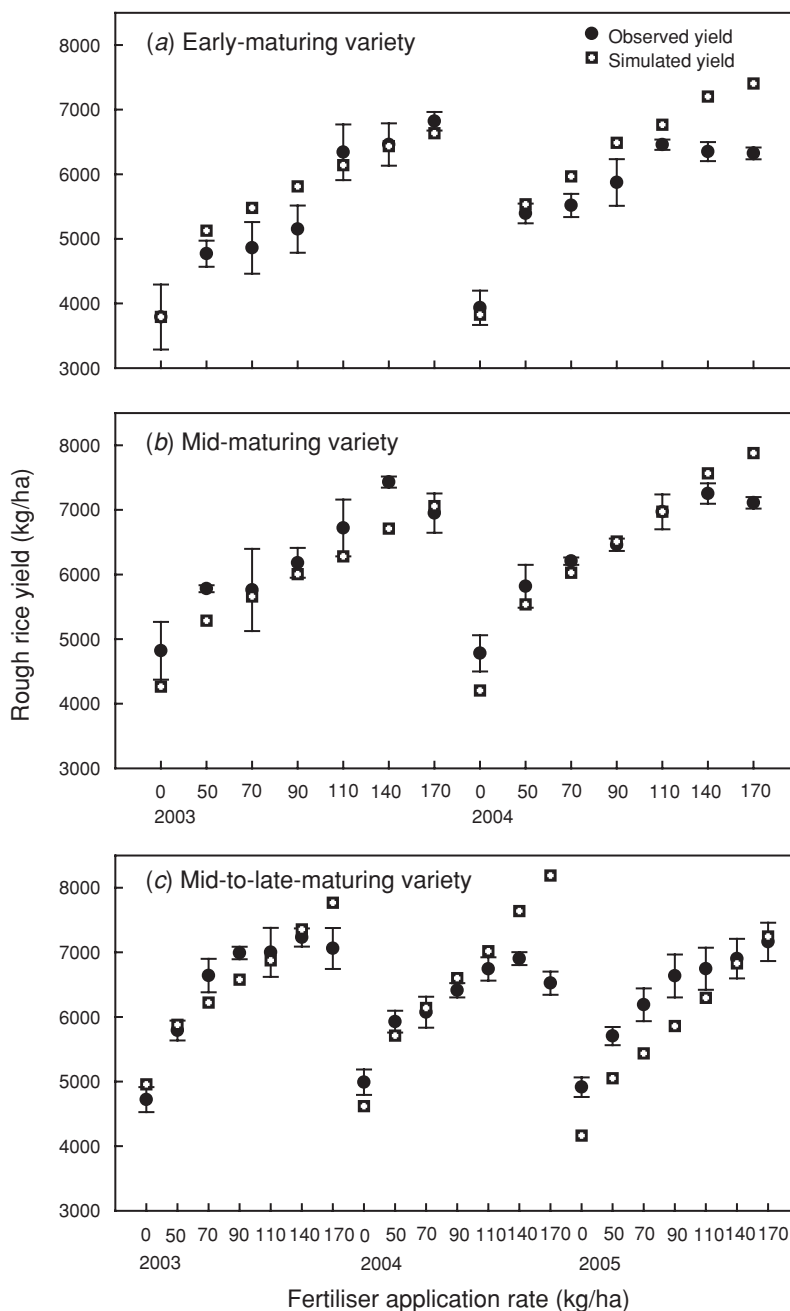 8000
7000
6000
5000
4000
3000
(a) Early-maturing variety
Observed yield
Simulated yield
8000
7000
6000
5000
4000
3000
(b) Mid-maturing variety
0 50 70 90 110 140 170 0 50 70 90 110 140 170
2003 2004
Rough rice yield (kg/ha)
8000
7000
6000
5000
4000
3000
(c) Mid-to-late-maturing variety
0 50 70 90 110 140 170 0 50 70 90 110 140 170 0 50 70 90 110 140 170
2003 2004 2005
Fertiliser application rate (kg/ha)